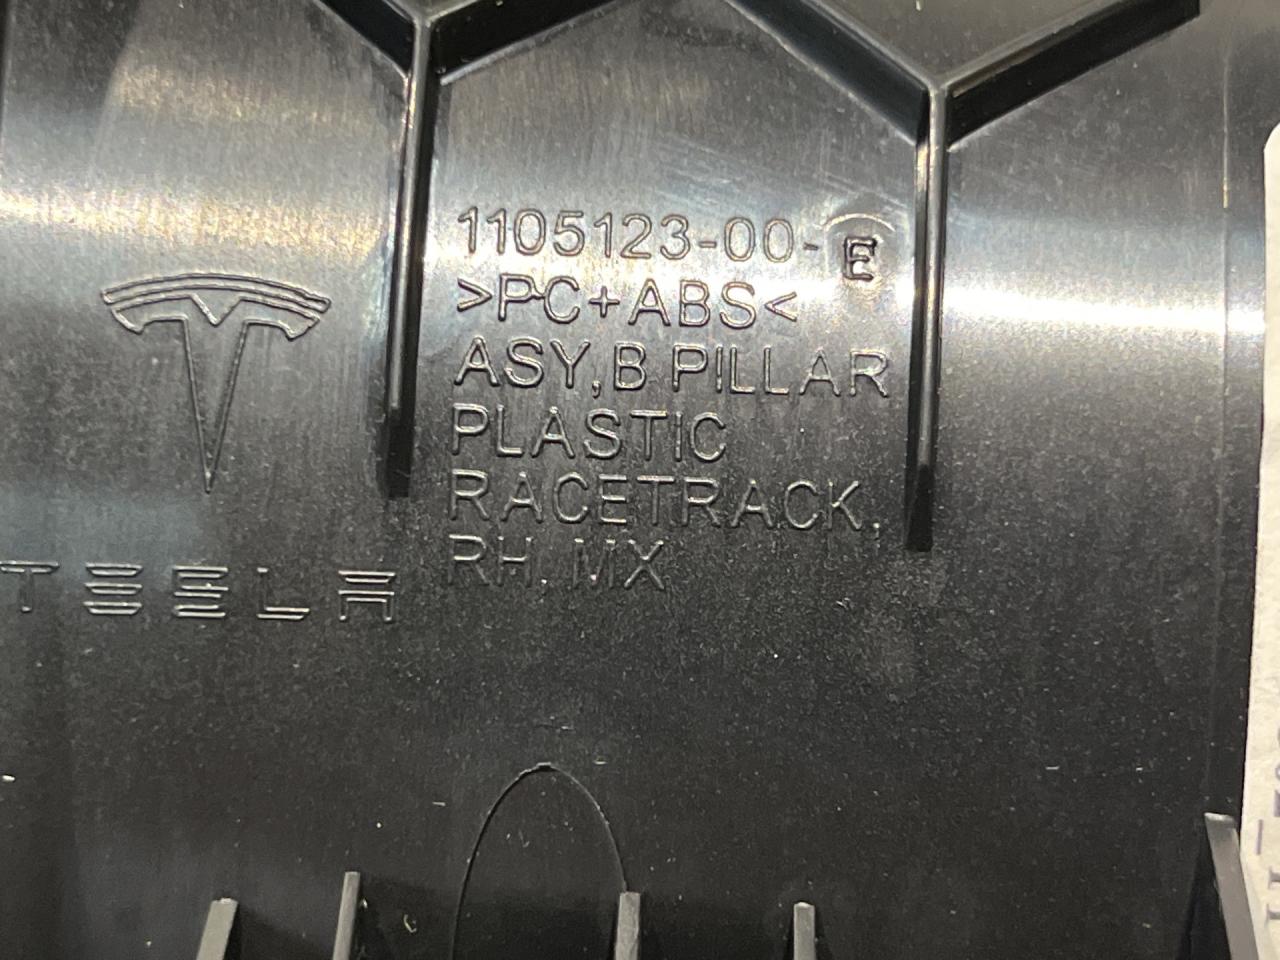 1105123-00-E
>PC+ABS<
ASY,B PILLAR
PLASTIC
RACETRACK,
RH, MX
TESLA